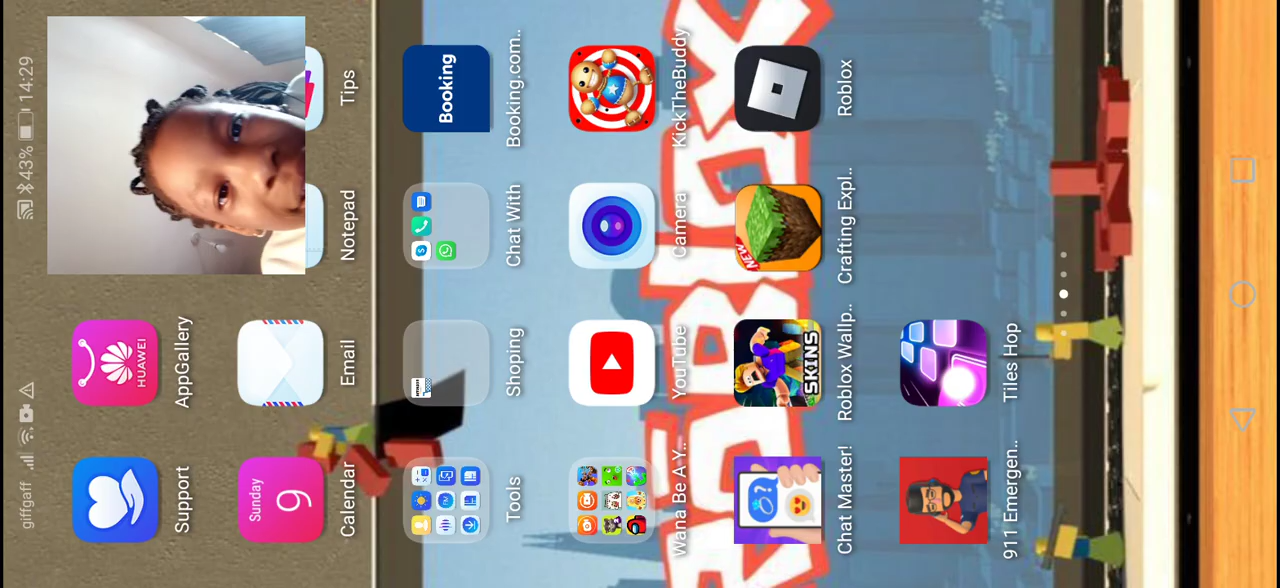 giffgaff 43% 14:29
HUAWEI
Support AppGallery Tips
Sunday
9
Calendar Email Notepad
Booking
Tools Shoping Chat With Booking.com..
Wana Be A Y.. YouTube Camera KickTheBuddy
SKINS NEW
Chat Master! Roblox Wallp.. Crafting Expl.. Roblox
911 Emergen.. Tiles Hop
ROBLOX